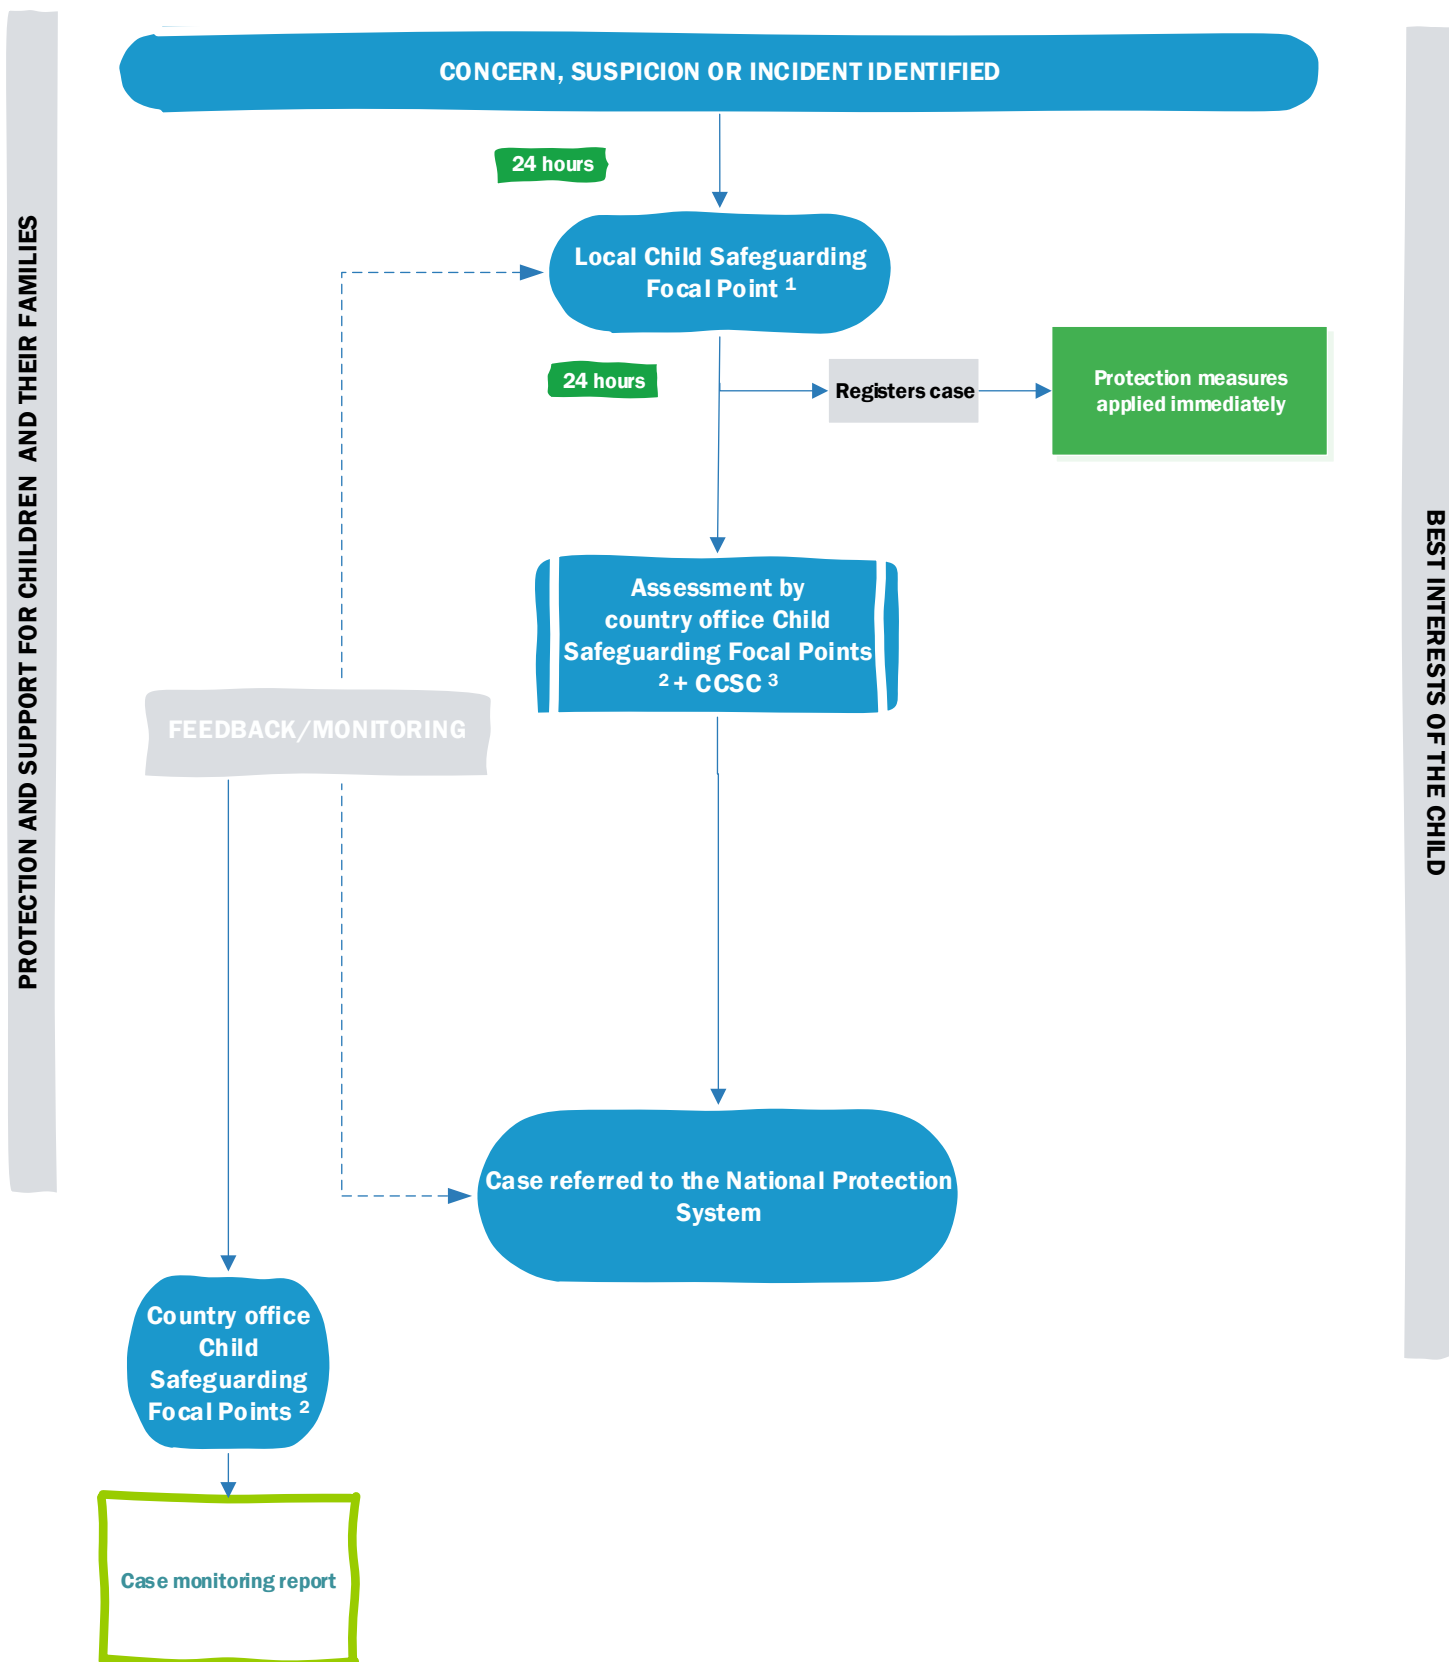 CONCERN, SUSPICION OR INCIDENT IDENTIFIED
24 hours
Local Child Safeguarding
Focal Point ¹
24 hours
Registers case
Protection measures
applied immediately
Assessment by
country office Child
Safeguarding Focal Points
² + CCSC ³
FEEDBACK/MONITORING
Case referred to the National Protection
System
Country office
Child
Safeguarding
Focal Points ²
Case monitoring report
PROTECTION AND SUPPORT FOR CHILDREN AND THEIR FAMILIES
BEST INTERESTS OF THE CHILD